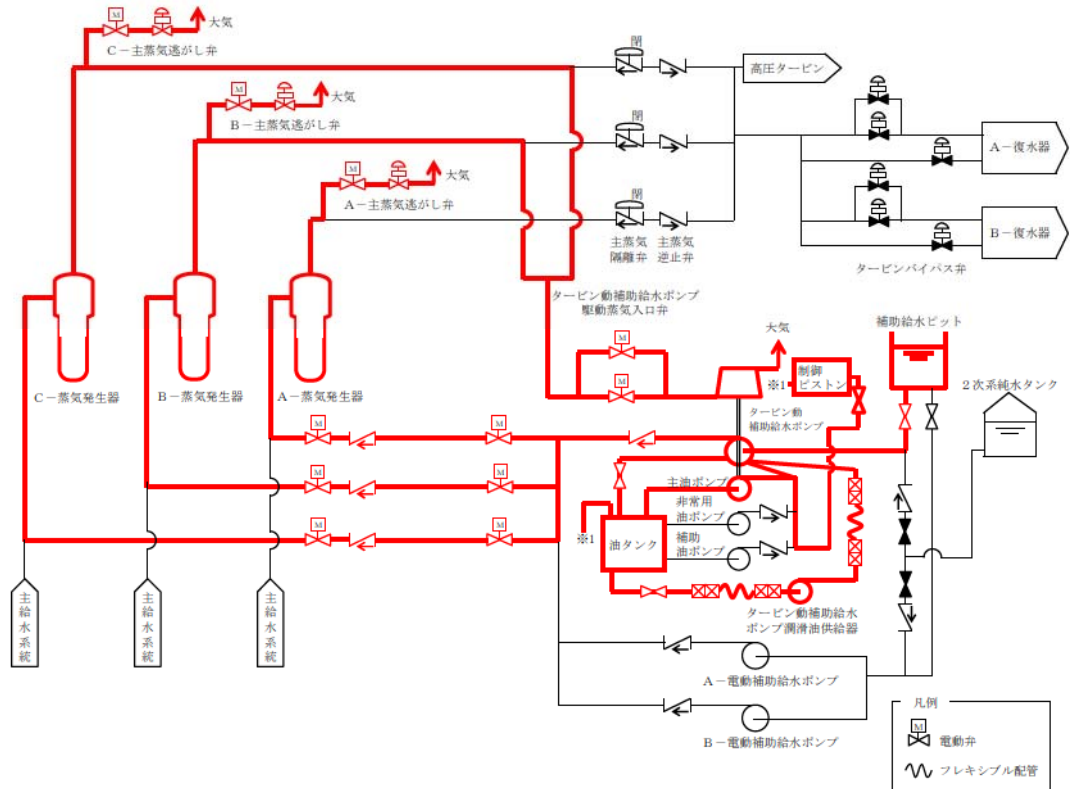 M
大気
C－主蒸気逃がし弁
M
大気
B－主蒸気逃がし弁
M
大気
A－主蒸気逃がし弁
閉
閉
閉
高圧タービン
主蒸気
隔離弁
主蒸気
逆止弁
A－復水器
B－復水器
タービンバイパス弁
C－蒸気発生器
B－蒸気発生器
A－蒸気発生器
タービン動補助給水ポンプ
駆動蒸気入口弁
M
M
大気
※1
制御
ピストン
補助給水ピット
2次系純水タンク
タービン動
補助給水ポンプ
M
M
M
M
M
M
主油ポンプ
非常用
油ポンプ
補助
油ポンプ
※1
油タンク
タービン動補助給水
ポンプ潤滑油供給器
主給水系統
主給水系統
主給水系統
A－電動補助給水ポンプ
B－電動補助給水ポンプ
凡例
M
電動弁
フレキシブル配管